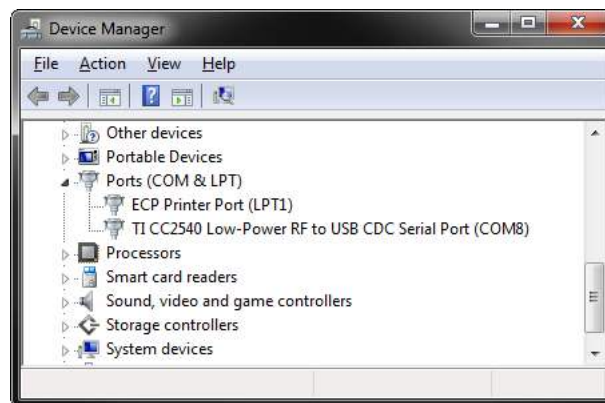 Device Manager
File Action View Help
Other devices
Portable Devices
Ports (COM & LPT)
ECP Printer Port (LPT1)
TI CC2540 Low-Power RF to USB CDC Serial Port (COM8)
Processors
Smart card readers
Sound, video and game controllers
Storage controllers
System devices